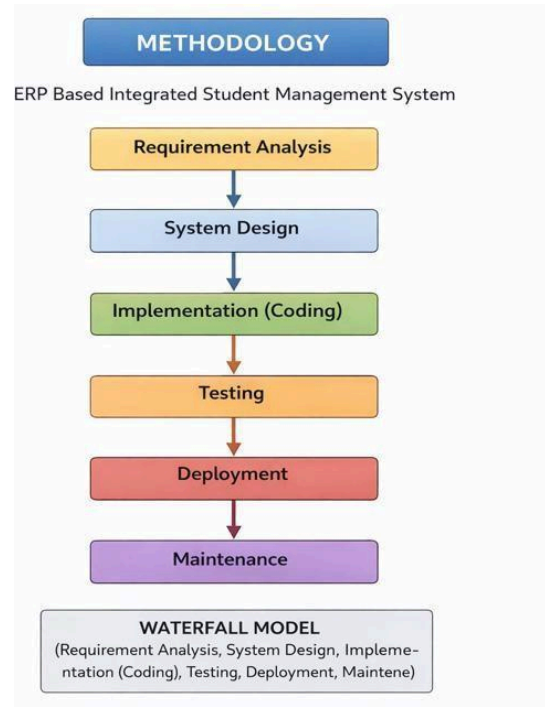 METHODOLOGY
ERP Based Integrated Student Management System
Requirement Analysis
System Design
Implementation (Coding)
Testing
Deployment
Maintenance
WATERFALL MODEL
(Requirement Analysis, System Design, Impleme-
ntation (Coding), Testing, Deployment, Maintene)